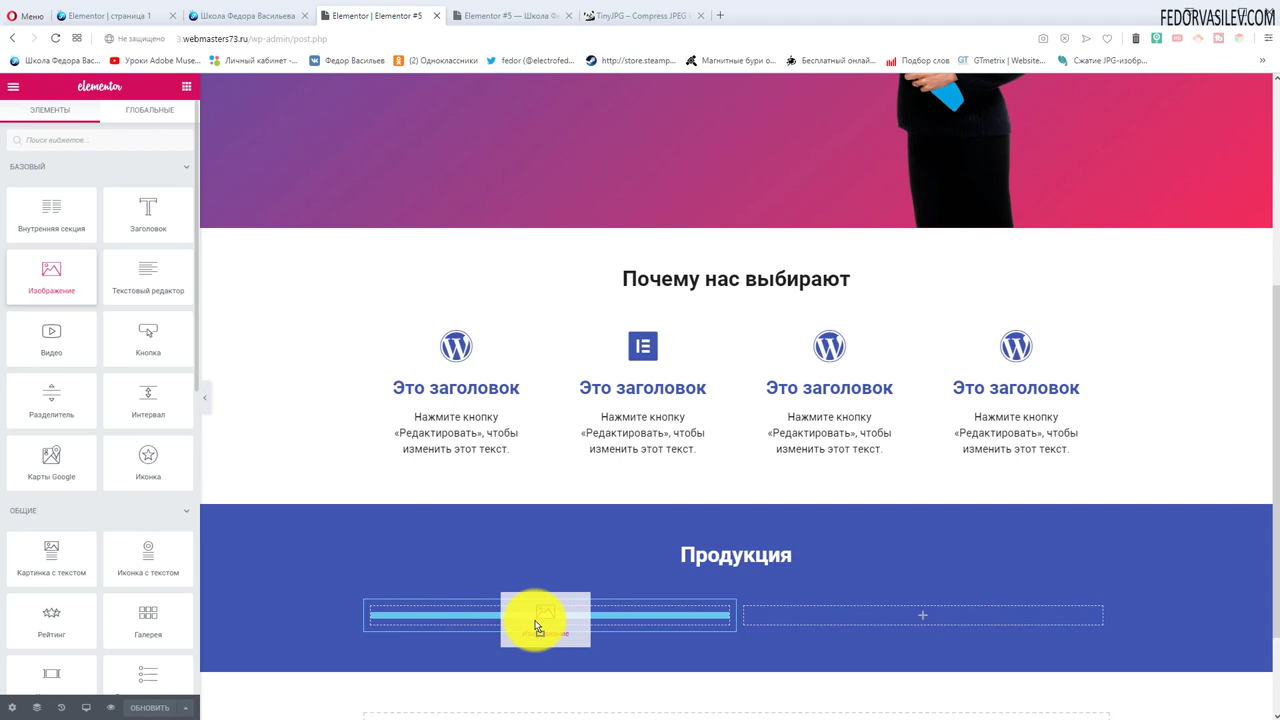 Меню
Elementor | страница 1
Школа Федора Васильева
Elementor | Elementor #5
Elementor #5 — Школа Ф
TinyJPG – Compress JPEG
FEDORVASILEV.COM
Не защищено
3.webmasters73.ru/wp-admin/post.php
Школа Федора Вас...
Уроки Adobe Muse...
Личный кабинет - ...
Федор Васильев
(2) Одноклассники
fedor (@electrofed...
http://store.steamp...
Магнитные бури о...
Бесплатный онлай...
Подбор слов
GTmetrix | Website...
Сжатие JPG-изобр...
elementor
ЭЛЕМЕНТЫ
ГЛОБАЛЬНЫЕ
Поиск виджетов...
БАЗОВЫЙ
Внутренняя секция
Заголовок
Изображение
Текстовый редактор
Видео
Кнопка
Разделитель
Интервал
Карты Google
Иконка
ОБЩИЕ
Картинка с текстом
Иконка с текстом
Рейтинг
Галерея
ОБНОВИТЬ
Почему нас выбирают
Это заголовок
Это заголовок
Это заголовок
Это заголовок
Нажмите кнопку
«Редактировать», чтобы
изменить этот текст.
Нажмите кнопку
«Редактировать», чтобы
изменить этот текст.
Нажмите кнопку
«Редактировать», чтобы
изменить этот текст.
Нажмите кнопку
«Редактировать», чтобы
изменить этот текст.
Продукция
Изображение